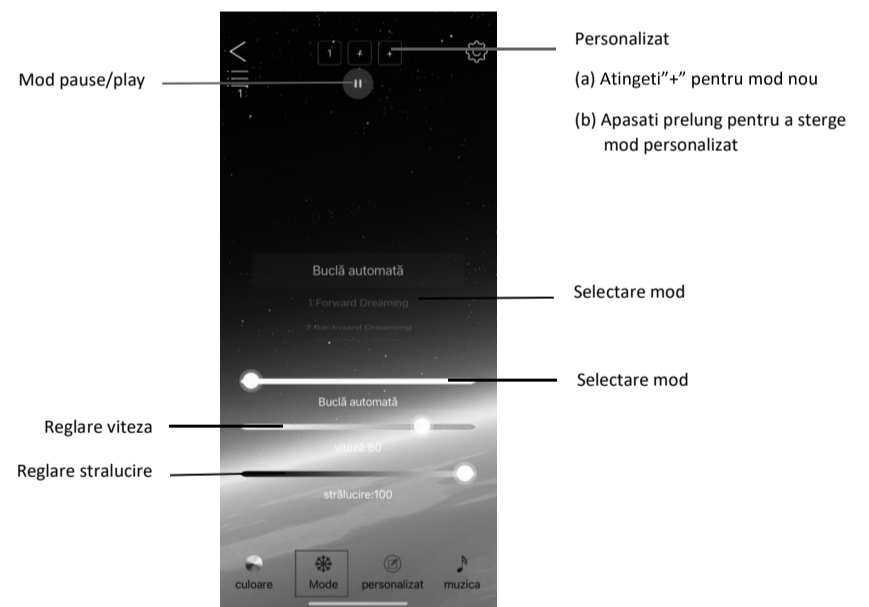 Personalizat
(a) Atingeti”+” pentru mod nou
(b) Apasati prelung pentru a sterge
mod personalizat
Mod pause/play
1 + +
1
Buclă automată
1:Forward Dreaming
2:Backward Dreaming
Selectare mod
Selectare mod
Buclă automată
Reglare viteza
viteză:80
Reglare stralucire
strălucire:100
culoare Mode personalizat muzica